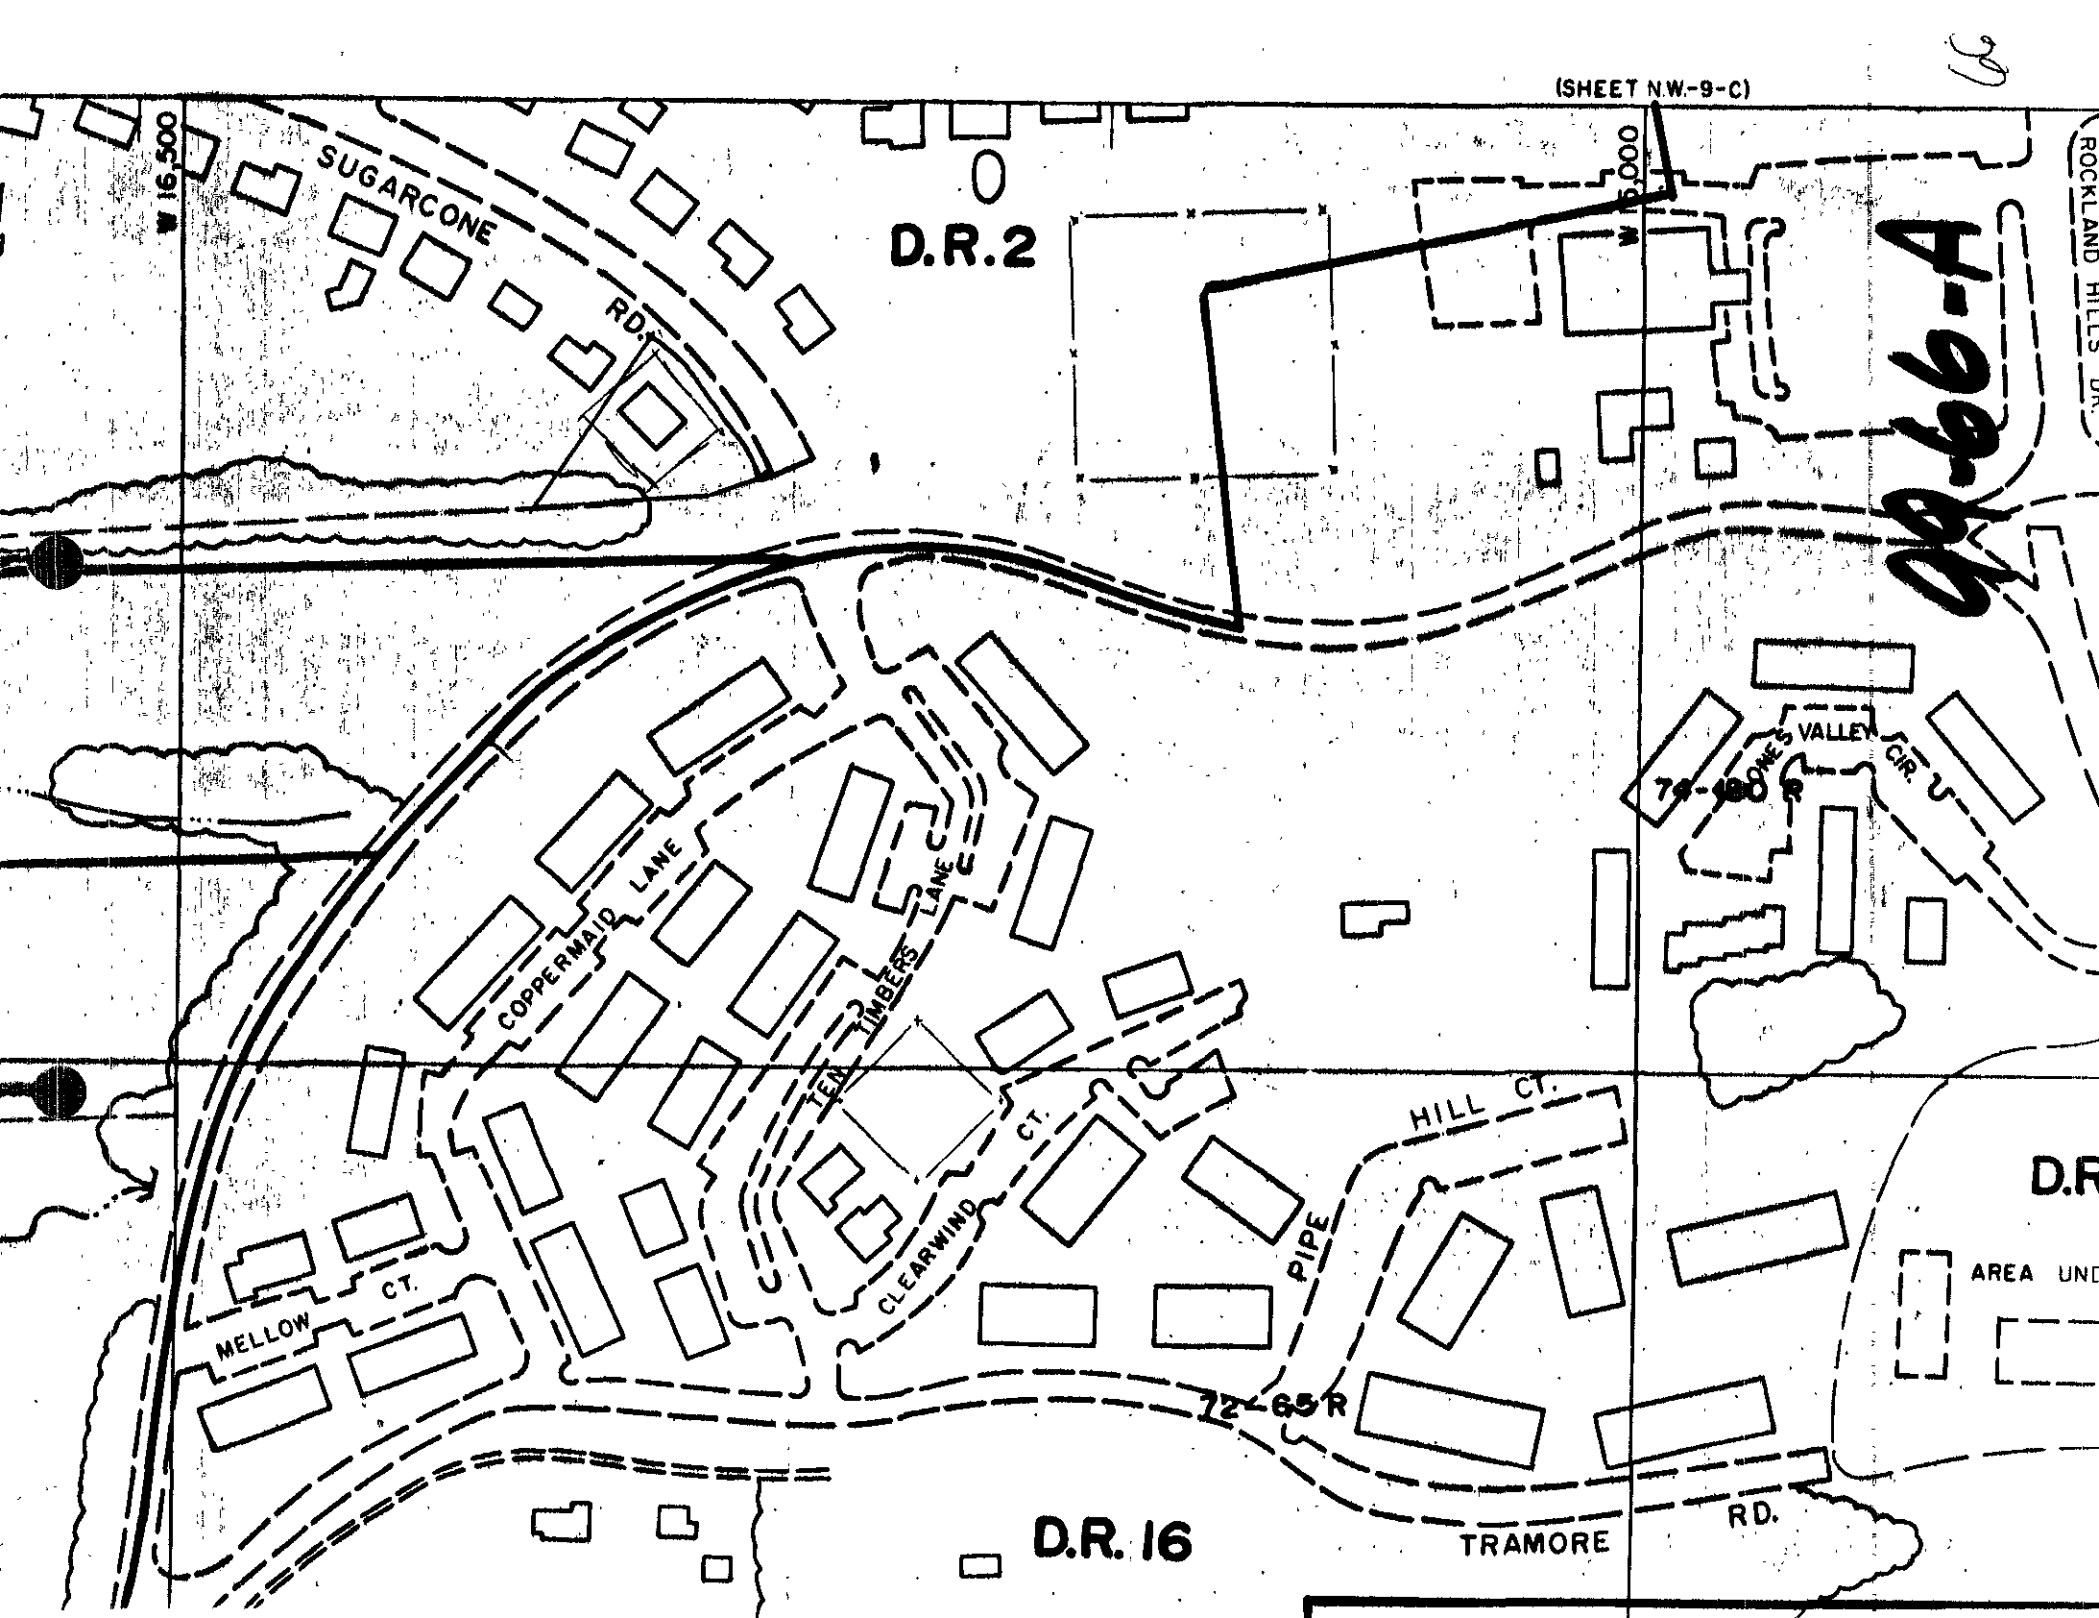 (SHEET N.W.-9-C)
W 16,500
SUGARCONE RD.
D.R.2
W 15,000
99-66-A
ROCKLAND HILLS DR.
VALLEY CIR.
COPPERMAID LANE
TEN TIMBERS LANE
HILL CT.
PIPE
CLEARWIND CT.
MELLOW CT.
72-65 R
D.R. 16
TRAMORE RD.
D.R
AREA UND